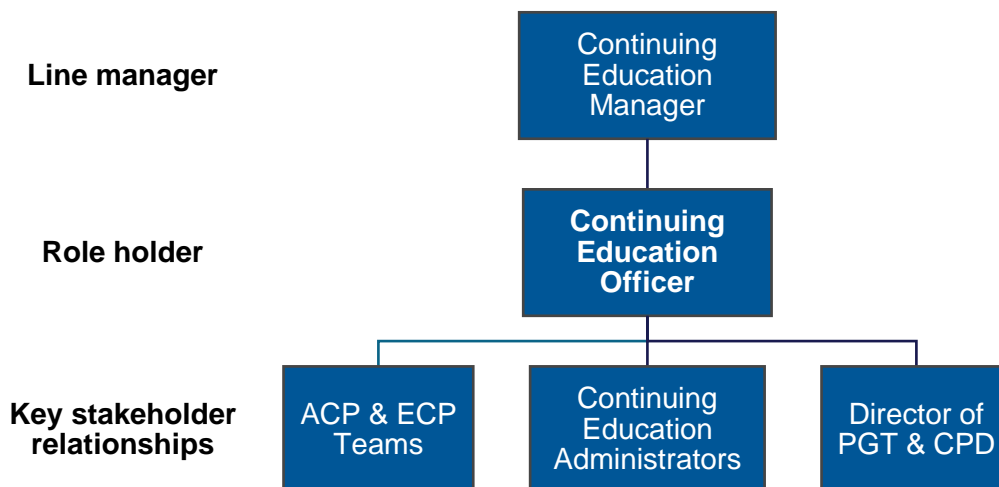 Line manager
Continuing
Education
Manager
Role holder
Continuing
Education
Officer
Key stakeholder
relationships
ACP & ECP
Teams
Continuing
Education
Administrators
Director of
PGT & CPD